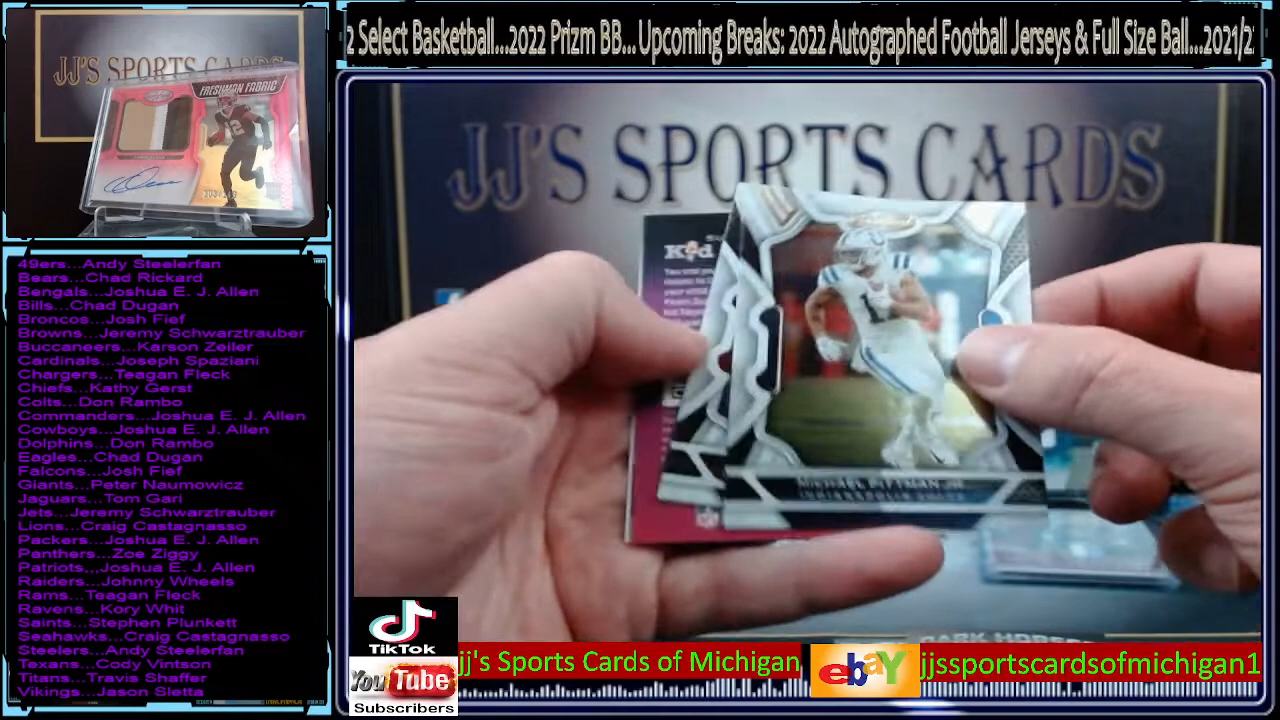 2 Select Basketball...2022 Prizm BB...Upcoming Breaks: 2022 Autographed Football Jerseys & Full Size Ball...2021/2
JJ'S SPORTS CARDS
FRESHMAN FABRIC
JJ'S SPORTS CARDS
49ers...Andy Steelerfan
Bears...Chad Rickard
Bengals...Joshua E. J. Allen
Bills...Chad Dugan
Broncos...Josh Fief
Browns...Jeremy Schwarztrauber
Buccaneers...Karson Zeiler
Cardinals...Joseph Spaziani
Chargers...Teagan Fleck
Chiefs...Kathy Gerst
Colts...Don Rambo
Commanders...Joshua E. J. Allen
Cowboys...Joshua E. J. Allen
Dolphins...Don Rambo
Eagles...Chad Dugan
Falcons...Josh Fief
Giants...Peter Naumowicz
Jaguars...Tom Gari
Jets...Jeremy Schwarztrauber
Lions...Craig Castagnasso
Packers...Joshua E. J. Allen
Panthers...Zoe Ziggy
Patriots,,,Joshua E. J. Allen
Raiders...Johnny Wheels
Rams...Teagan Fleck
Ravens...Kory Whit
Saints...Stephen Plunkett
Seahawks...Craig Castagnasso
Steelers...Andy Steelerfan
Texans...Cody Vintson
Titans...Travis Shaffer
Vikings...Jason Sletta
MICHAEL PITTMAN JR.
INDIANAPOLIS COLTS
TikTok
YouTube
Subscribers
jj's Sports Cards of Michigan
ebay
jjssportscardsofmichigan1